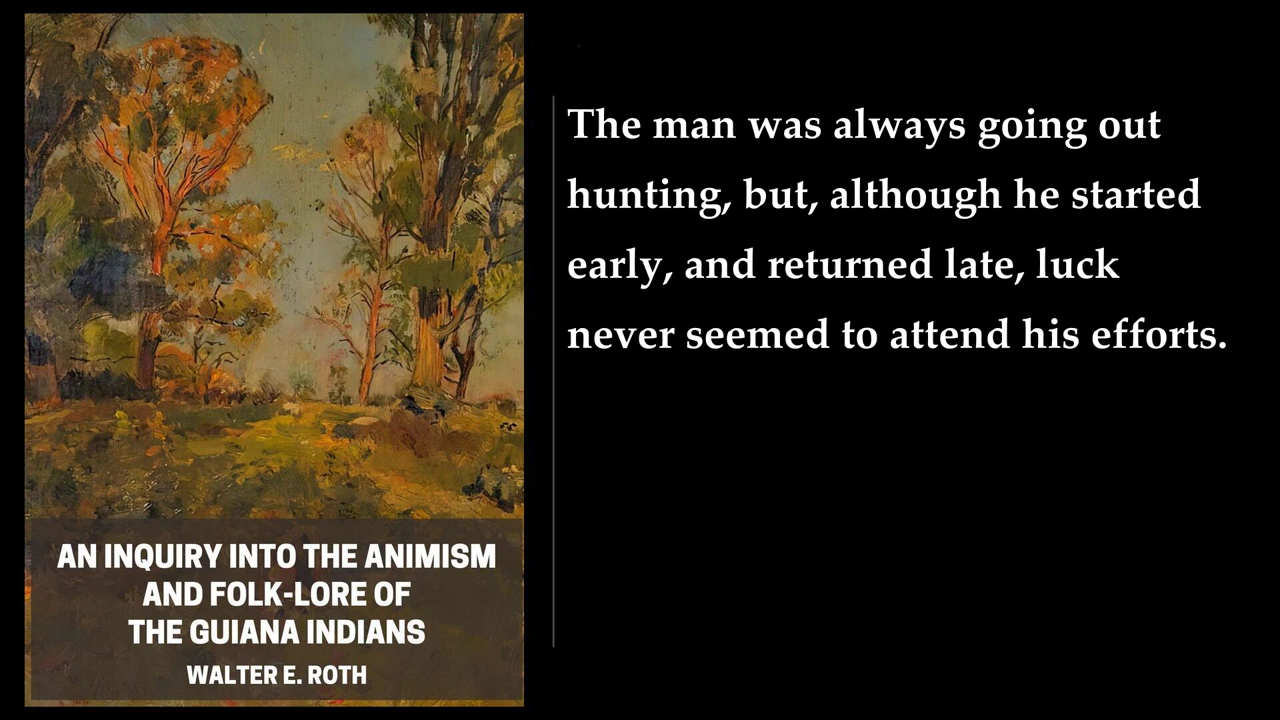 The man was always going out
hunting, but, although he started
early, and returned late, luck
never seemed to attend his efforts.
AN INQUIRY INTO THE ANIMISM
AND FOLK-LORE OF
THE GUIANA INDIANS
WALTER E. ROTH